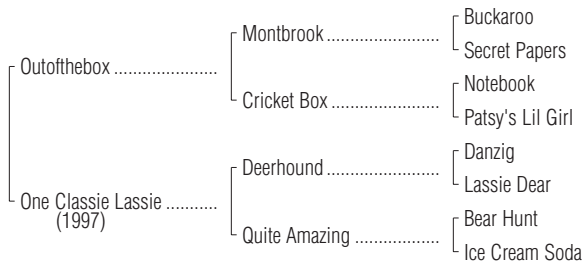 Buckaroo
Montbrook ........................
Secret Papers
Outofthebox ......................
Notebook
Cricket Box .......................
Patsy's Lil Girl
Danzig
Deerhound ........................
Lassie Dear
One Classie Lassie ...........
(1997)
Bear Hunt
Quite Amazing ..................
Ice Cream Soda